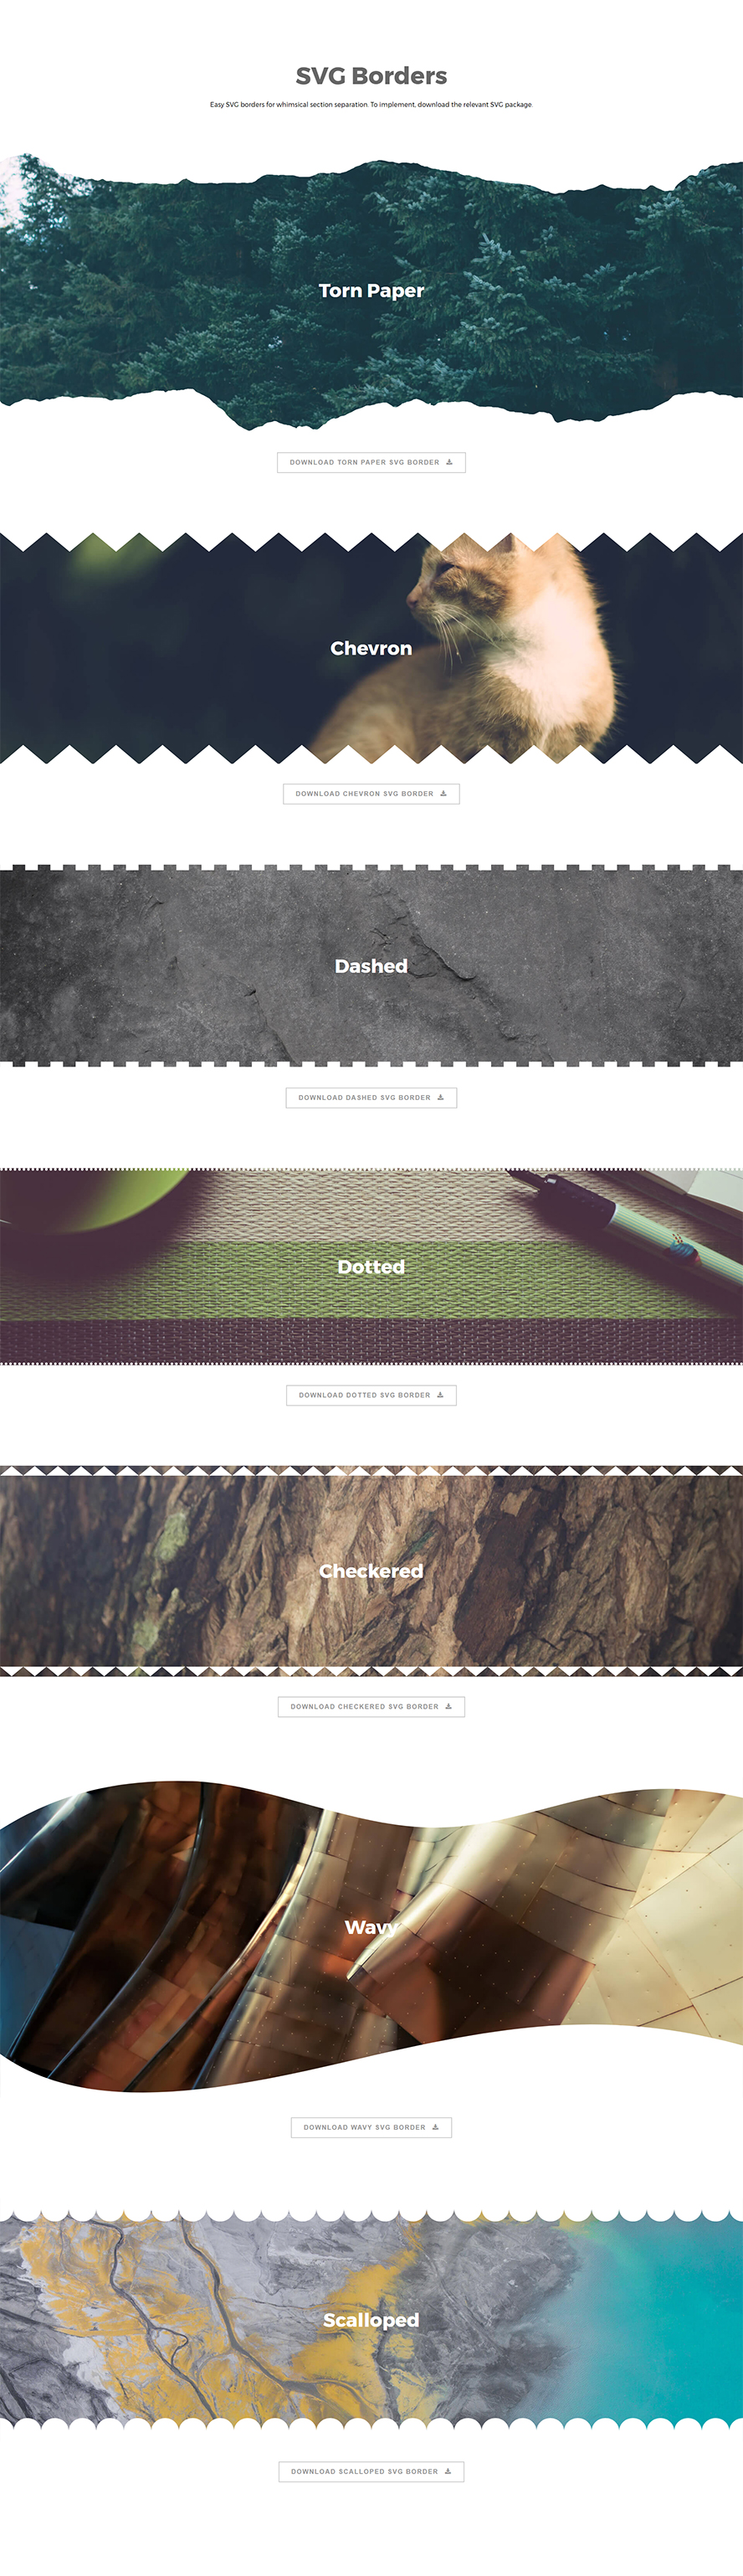 SVG Borders
Easy SVG borders for whimsical section separation. To implement, download the relevant SVG package.
Torn Paper
DOWNLOAD TORN PAPER SVG BORDER
Chevron
DOWNLOAD CHEVRON SVG BORDER
Dashed
DOWNLOAD DASHED SVG BORDER
Dotted
DOWNLOAD DOTTED SVG BORDER
Checkered
DOWNLOAD CHECKERED SVG BORDER
Wavy
DOWNLOAD WAVY SVG BORDER
Scalloped
DOWNLOAD SCALLOPED SVG BORDER